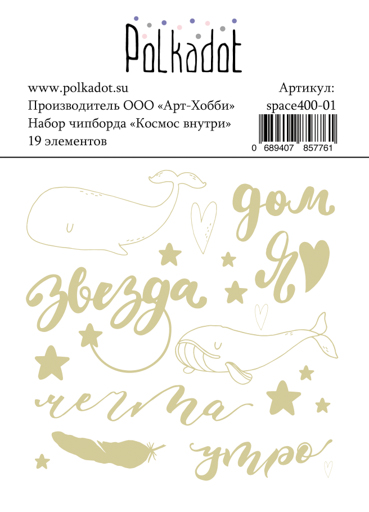 Polkadot
www.polkadot.su
Производитель ООО «Арт-Хобби»
Набор чипборда «Космос внутри»
19 элементов
Артикул:
space400-01
0 689407 857761
дом
Я
звезда
мечта
утро